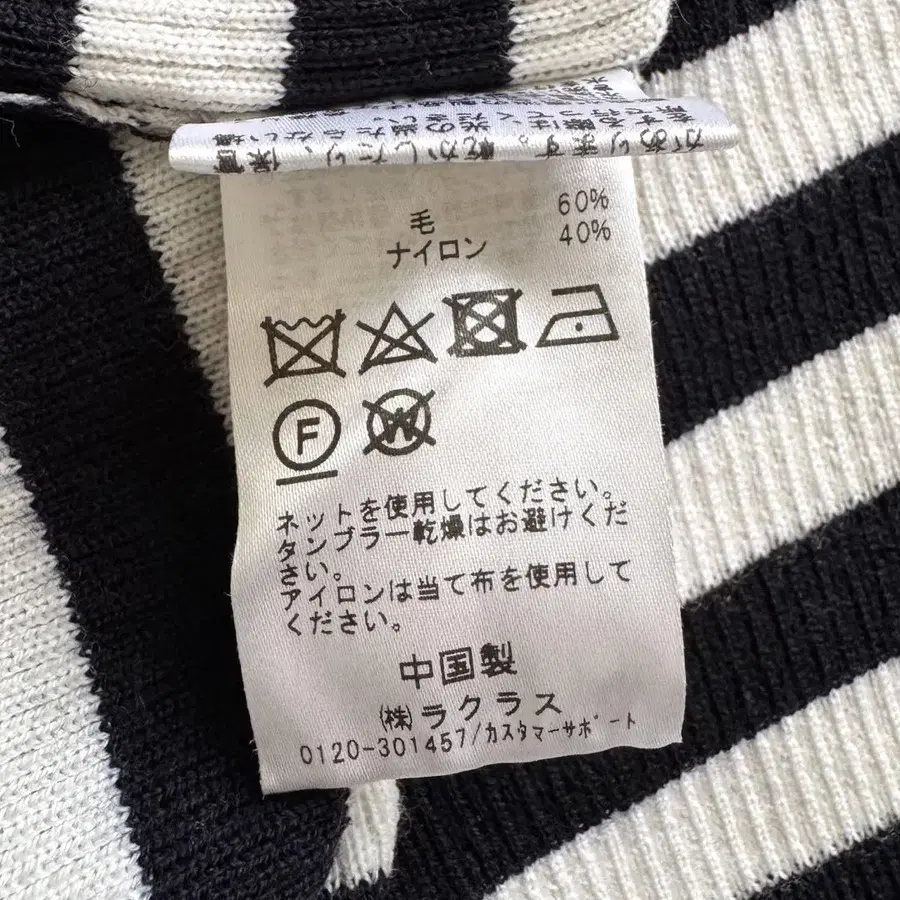 毛 60%
ナイロン 40%
F
W
ネットを使用してください。
タンブラー乾燥はお避けくだ
さい。
アイロンは当て布を使用して
ください。
中国製
㈱ラクラス
0120-301457/カスタマーサポート